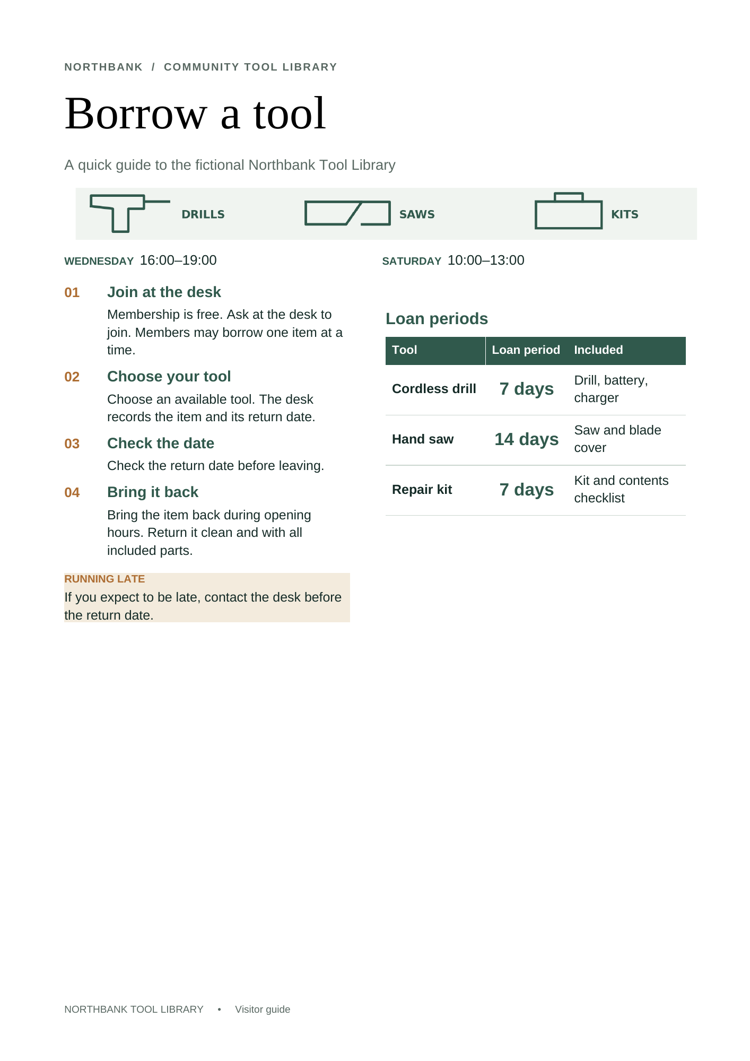 NORTHBANK / COMMUNITY TOOL LIBRARY
Borrow a tool
A quick guide to the fictional Northbank Tool Library
DRILLS
SAWS
KITS
WEDNESDAY 16:00–19:00
SATURDAY 10:00–13:00
01 Join at the desk
Membership is free. Ask at the desk to
join. Members may borrow one item at a
time.
02 Choose your tool
Choose an available tool. The desk
records the item and its return date.
03 Check the date
Check the return date before leaving.
04 Bring it back
Bring the item back during opening
hours. Return it clean and with all
included parts.
RUNNING LATE
If you expect to be late, contact the desk before
the return date.
Loan periods
Tool Loan period Included
Cordless drill 7 days Drill, battery,
charger
Hand saw 14 days Saw and blade
cover
Repair kit 7 days Kit and contents
checklist
NORTHBANK TOOL LIBRARY • Visitor guide